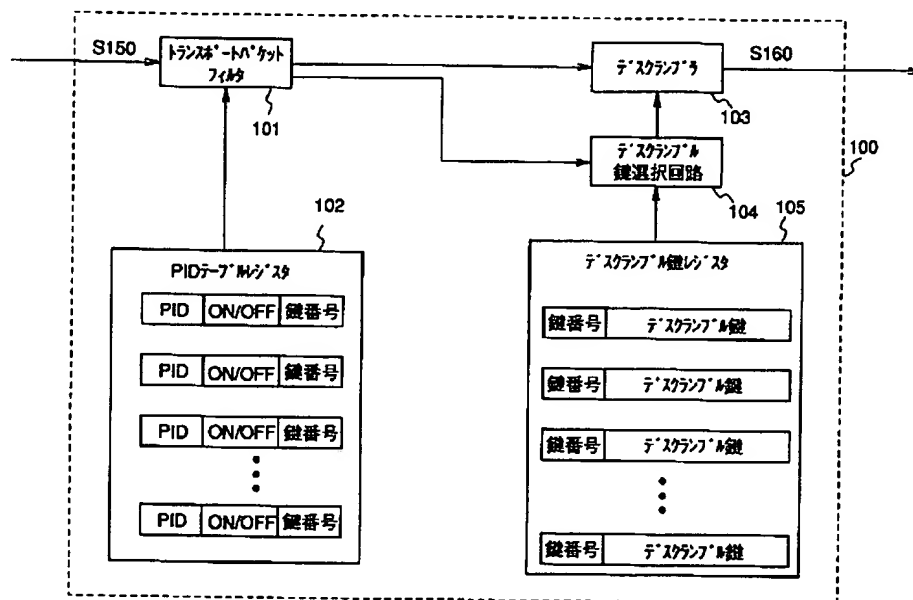 S150
トランスポートパケット
フィルタ
101
デスクランブラ
S160
103
デスクランブル
鍵選択回路
104
100
102
PIDテーブルレジスタ
PID ON/OFF 鍵番号
PID ON/OFF 鍵番号
PID ON/OFF 鍵番号
PID ON/OFF 鍵番号
105
デスクランブル鍵レジスタ
鍵番号 デスクランブル鍵
鍵番号 デスクランブル鍵
鍵番号 デスクランブル鍵
鍵番号 デスクランブル鍵